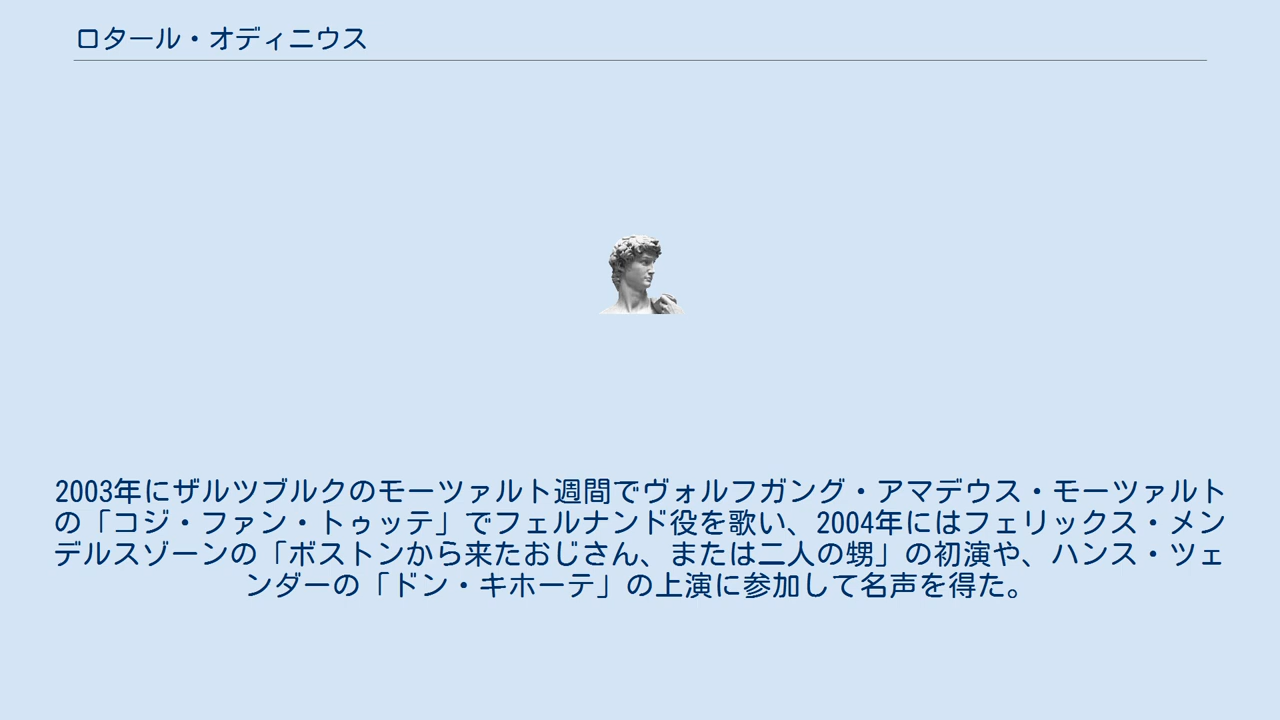 ロタール・オディニウス
2003年にザルツブルクのモーツァルト週間でヴォルフガング・アマデウス・モーツァルト
の「コジ・ファン・トゥッテ」でフェルナンド役を歌い、2004年にはフェリックス・メン
デルスゾーンの「ボストンから来たおじさん、または二人の甥」の初演や、ハンス・ツェ
ンダーの「ドン・キホーテ」の上演に参加して名声を得た。